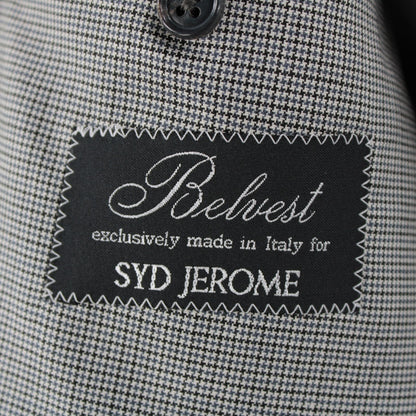 Belvest
exclusively made in Italy for
SYD JEROME